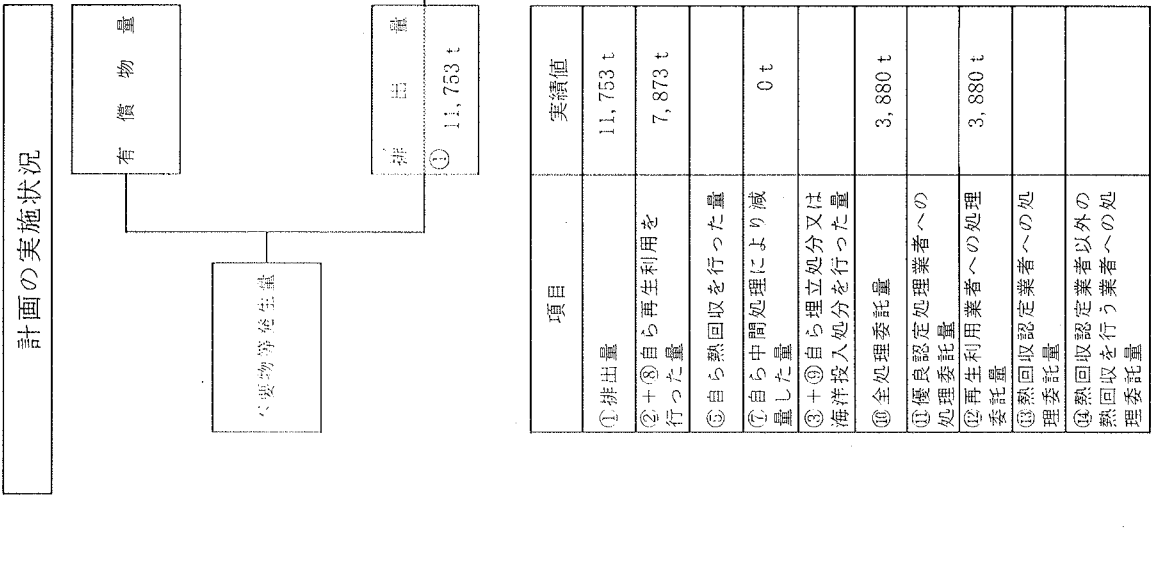 計画の実施状況
有償物量
不要物等発生量
排出量
① 11,753 t
項目 実績値
①排出量 11,753 t
②+⑧自ら再生利用を
行った量 7,873 t
⑤自ら熱回収を行った量
⑦自ら中間処理により減
量した量 0 t
③+⑨自ら埋立処分又は
海洋投入処分を行った量
⑩全処理委託量 3,880 t
⑪優良認定処理業者への
処理委託量
⑫再生利用業者への処理
委託量 3,880 t
⑬熱回収認定業者への処
理委託量
⑭熱回収認定業者以外の
熱回収を行う業者への処
理委託量